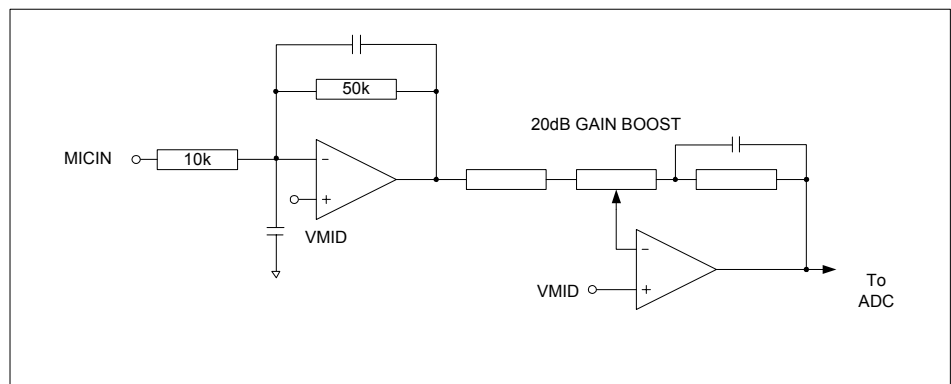 50k
20dB GAIN BOOST
MICIN
10k
−
+
VMID
−
VMID
+
To
ADC